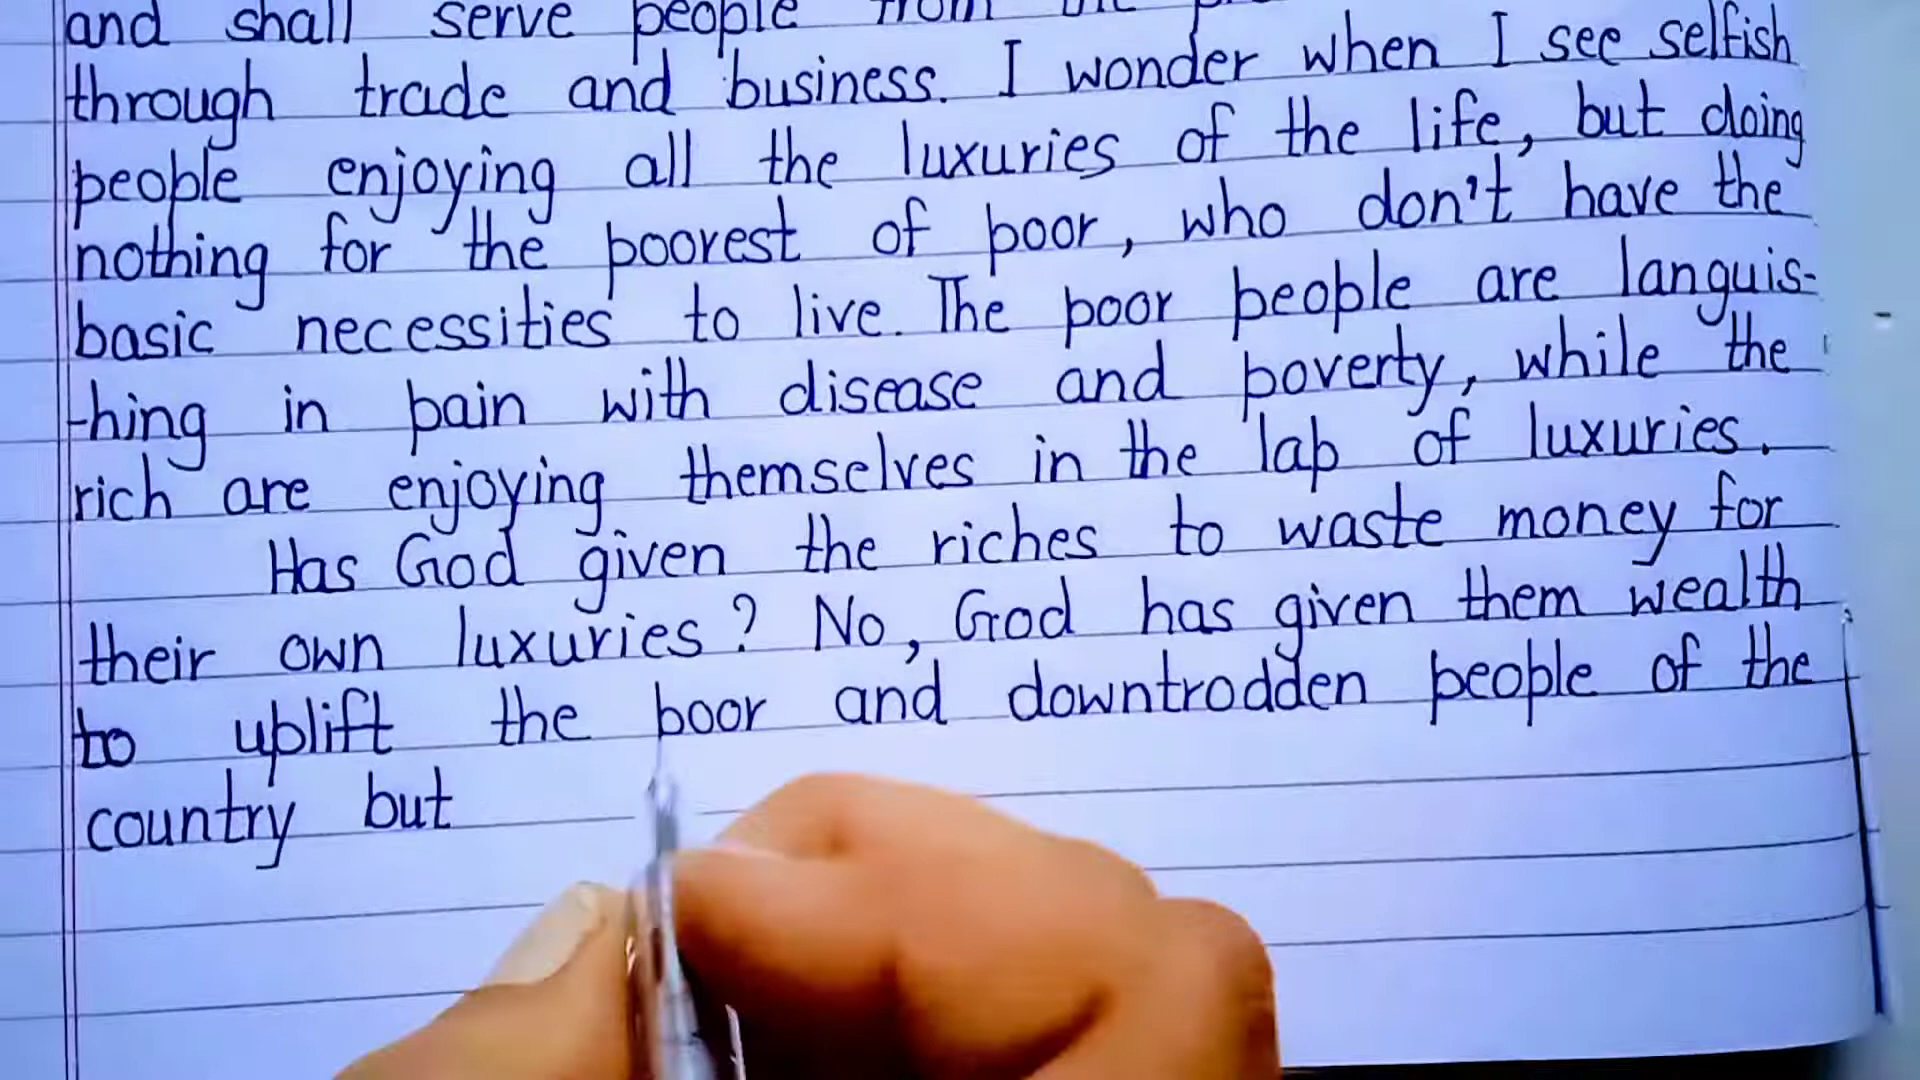 and shall serve people from the
through trade and business. I wonder when I see selfish
people enjoying all the luxuries of the life, but doing
nothing for the poorest of poor, who don't have the
basic necessities to live. The poor people are languis-
-hing in pain with disease and poverty, while the
rich are enjoying themselves in the lap of luxuries.
Has God given the riches to waste money for
their own luxuries? No, God has given them wealth
to uplift the poor and downtrodden people of the
country but